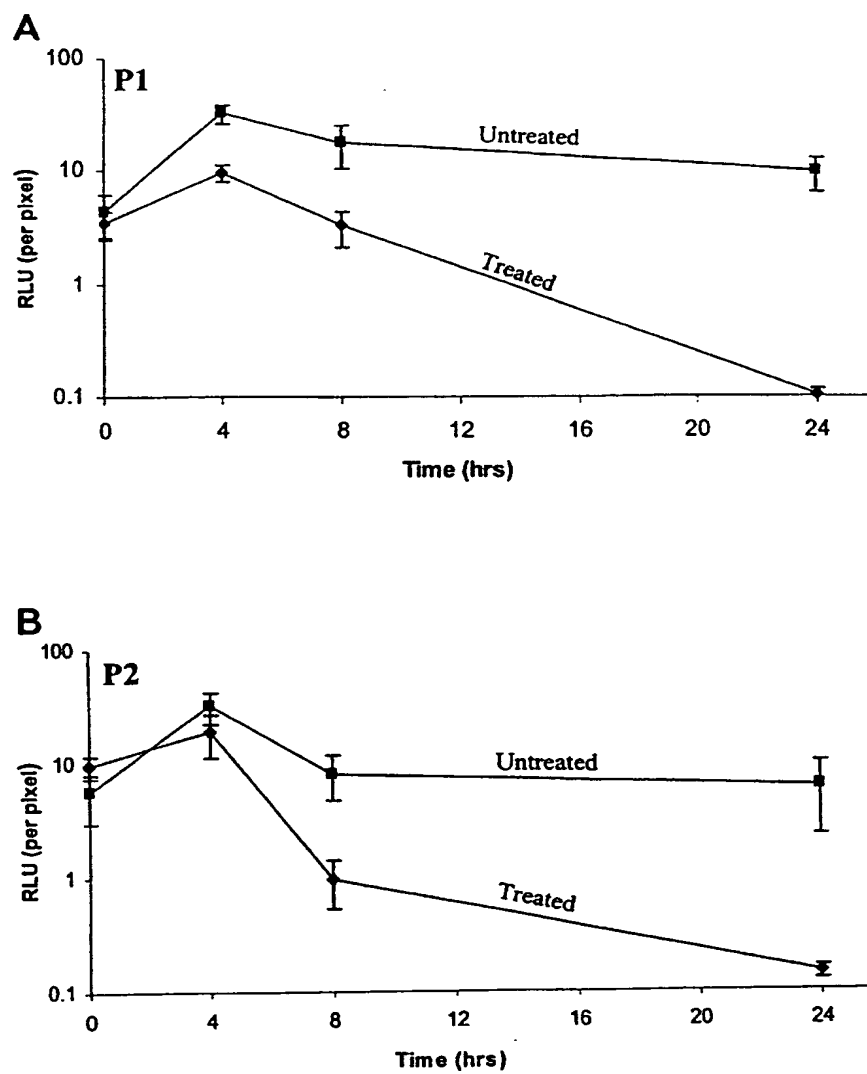 A
P1
100
10
1
0.1
RLU (per pixel)
Untreated
Treated
0 4 8 12 16 20 24
Time (hrs)
B
P2
100
10
1
0.1
RLU (per pixel)
Untreated
Treated
0 4 8 12 16 20 24
Time (hrs)